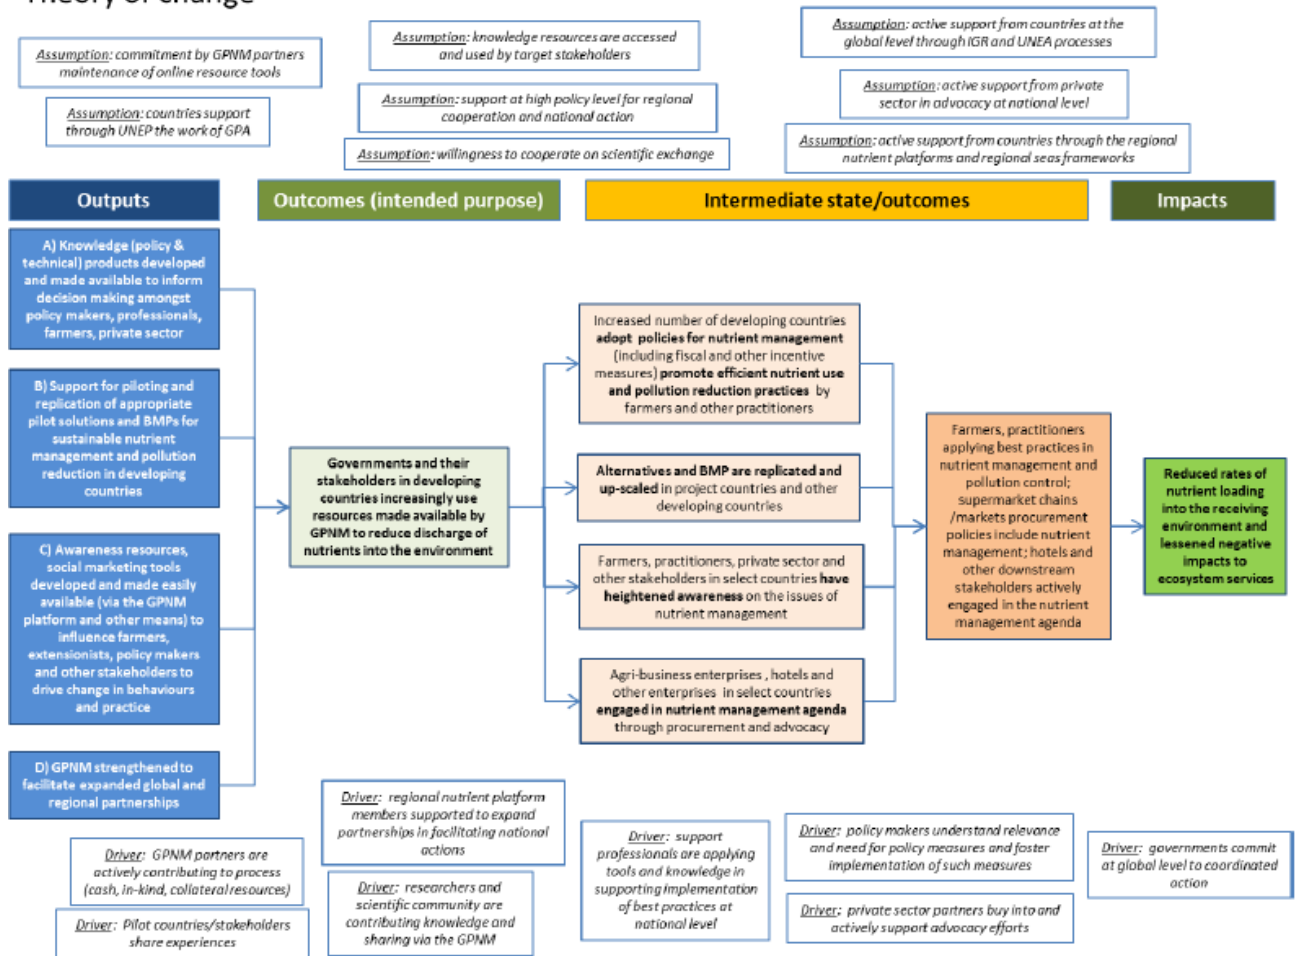 Theory of change
Assumption: commitment by GPNM partners
maintenance of online resource tools
Assumption: countries support
through UNEP the work of GPA
Assumption: knowledge resources are accessed
and used by target stakeholders
Assumption: support at high policy level for regional
cooperation and national action
Assumption: willingness to cooperate on scientific exchange
Assumption: active support from countries at the
global level through IGR and UNEA processes
Assumption: active support from private
sector in advocacy at national level
Assumption: active support from countries through the regional
nutrient platforms and regional seas frameworks
Outputs
Outcomes (intended purpose)
Intermediate state/outcomes
Impacts
A) Knowledge (policy &
technical) products developed
and made available to inform
decision making amongst
policy makers, professionals,
farmers, private sector
B) Support for piloting and
replication of appropriate
pilot solutions and BMPs for
sustainable nutrient
management and pollution
reduction in developing
countries
C) Awareness resources,
social marketing tools
developed and made easily
available (via the GPNM
platform and other means) to
influence farmers,
extensionists, policy makers
and other stakeholders to
drive change in behaviours
and practice
D) GPNM strengthened to
facilitate expanded global and
regional partnerships
Governments and their
stakeholders in developing
countries increasingly use
resources made available by
GPNM to reduce discharge of
nutrients into the environment
Increased number of developing countries
adopt policies for nutrient management
(including fiscal and other incentive
measures) promote efficient nutrient use
and pollution reduction practices by
farmers and other practitioners
Alternatives and BMP are replicated and
up-scaled in project countries and other
developing countries
Farmers, practitioners, private sector and
other stakeholders in select countries have
heightened awareness on the issues of
nutrient management
Agri-business enterprises , hotels and
other enterprises in select countries
engaged in nutrient management agenda
through procurement and advocacy
Farmers, practitioners
applying best practices in
nutrient management and
pollution control;
supermarket chains
/markets procurement
policies include nutrient
management; hotels and
other downstream
stakeholders actively
engaged in the nutrient
management agenda
Reduced rates of
nutrient loading
into the receiving
environment and
lessened negative
impacts to
ecosystem services
Driver: GPNM partners are
actively contributing to process
(cash, in-kind, collateral resources)
Driver: Pilot countries/stakeholders
share experiences
Driver: regional nutrient platform
members supported to expand
partnerships in facilitating national
actions
Driver: researchers and
scientific community are
contributing knowledge and
sharing via the GPNM
Driver: support
professionals are applying
tools and knowledge in
supporting implementation
of best practices at
national level
Driver: policy makers understand relevance
and need for policy measures and foster
implementation of such measures
Driver: private sector partners buy into and
actively support advocacy efforts
Driver: governments commit
at global level to coordinated
action